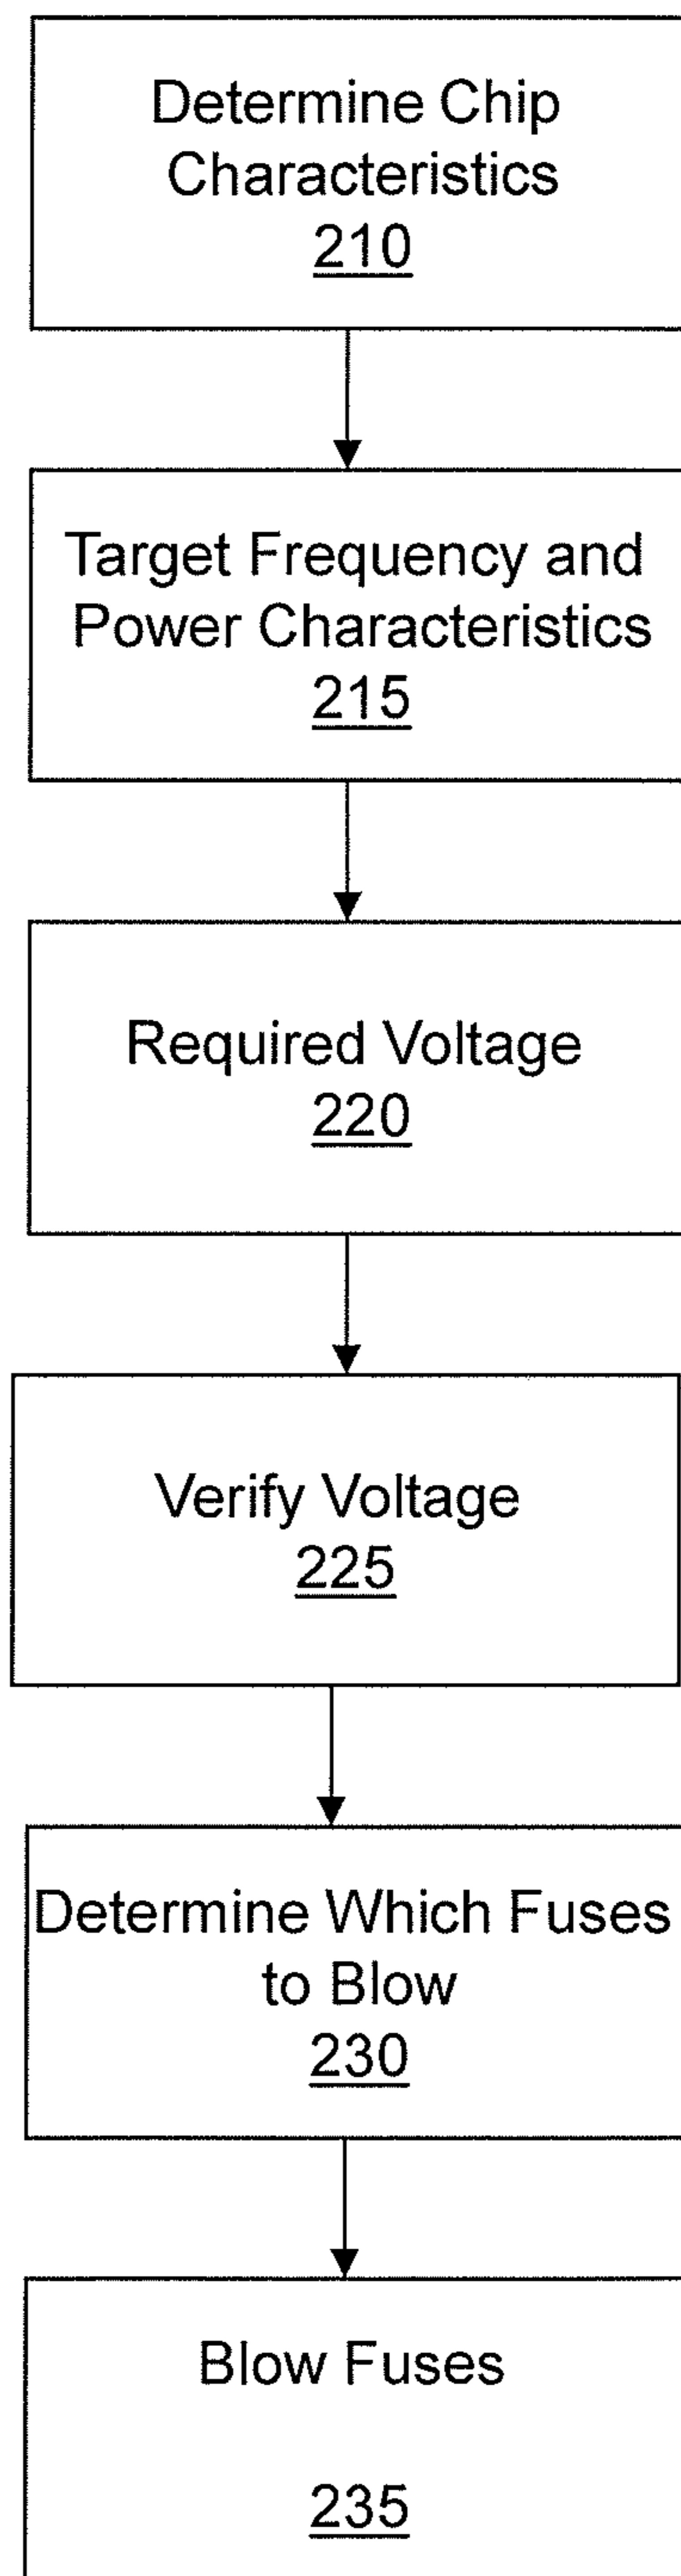 Determine Chip
Characteristics
210
Target Frequency and
Power Characteristics
215
Required Voltage
220
Verify Voltage
225
Determine Which Fuses
to Blow
230
Blow Fuses
235